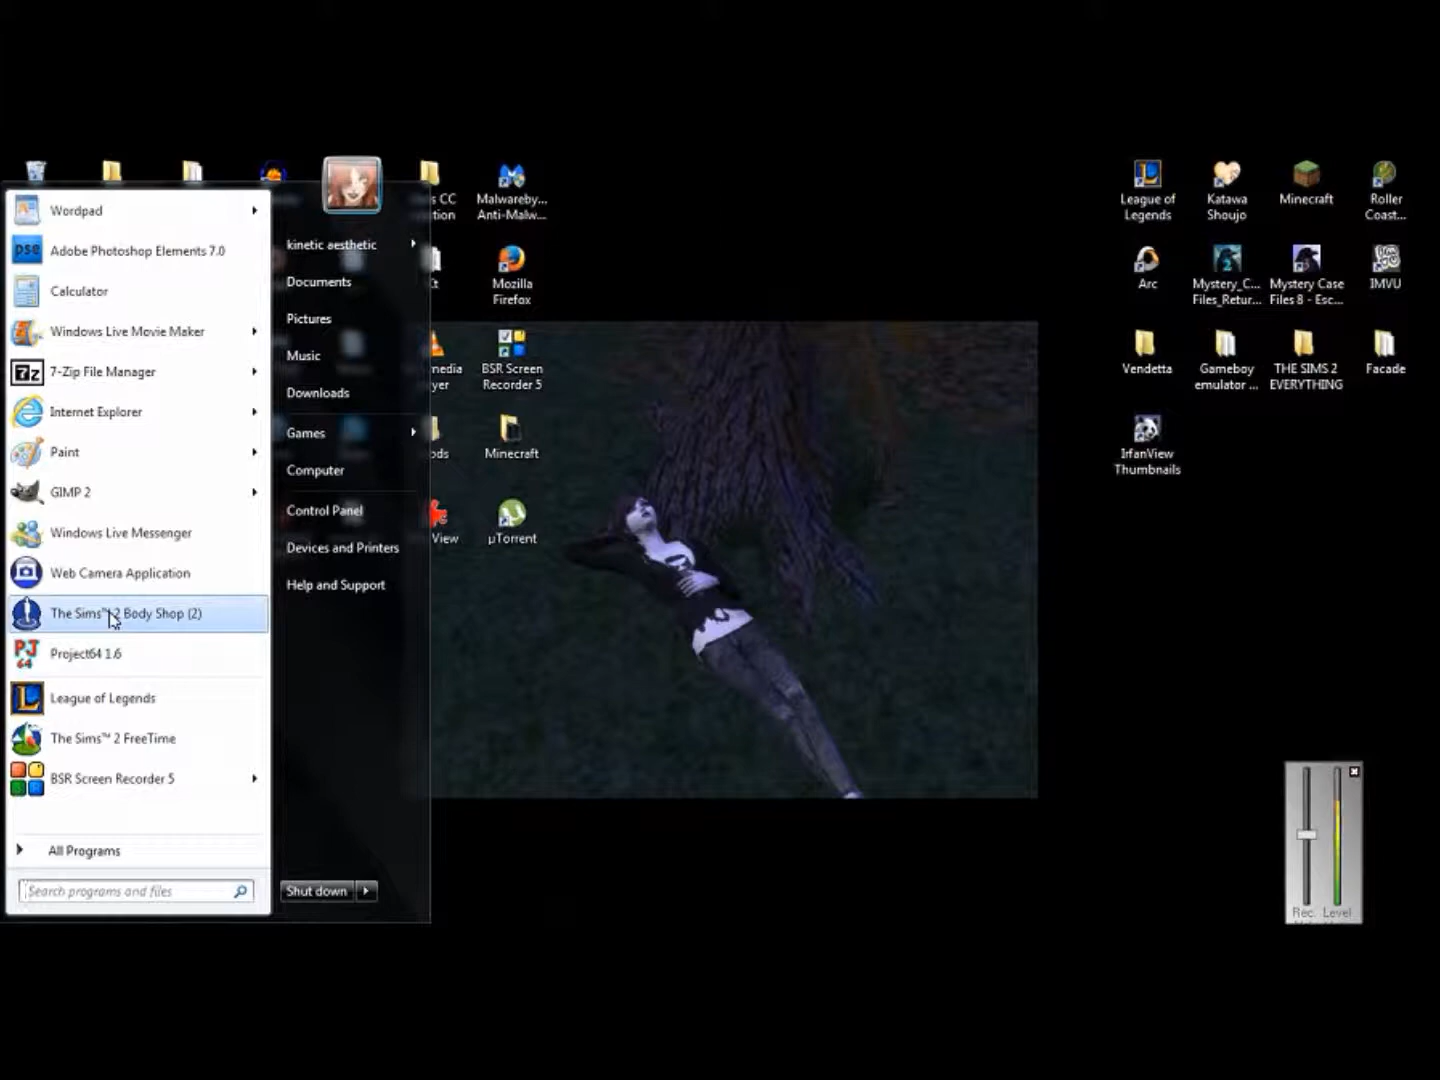 Wordpad
Adobe Photoshop Elements 7.0
Calculator
Windows Live Movie Maker
7-Zip File Manager
Internet Explorer
Paint
GIMP 2
Windows Live Messenger
Web Camera Application
The Sims™ 2 Body Shop (2)
Project64 1.6
League of Legends
The Sims™ 2 FreeTime
BSR Screen Recorder 5
All Programs
Search programs and files
kinetic aesthetic
Documents
Pictures
Music
Downloads
Games
Computer
Control Panel
Devices and Printers
Help and Support
Shut down
CC
Malwareby...
Anti-Malw...
Mozilla
Firefox
BSR Screen
Recorder 5
Minecraft
View
µTorrent
League of
Legends
Katawa
Shoujo
Minecraft
Roller
Coast...
Arc
Mystery_C...
Files_Retur...
Mystery Case
Files 8 - Esc...
IMVU
Vendetta
Gameboy
emulator ...
THE SIMS 2
EVERYTHING
Facade
IrfanView
Thumbnails
Rec. Level